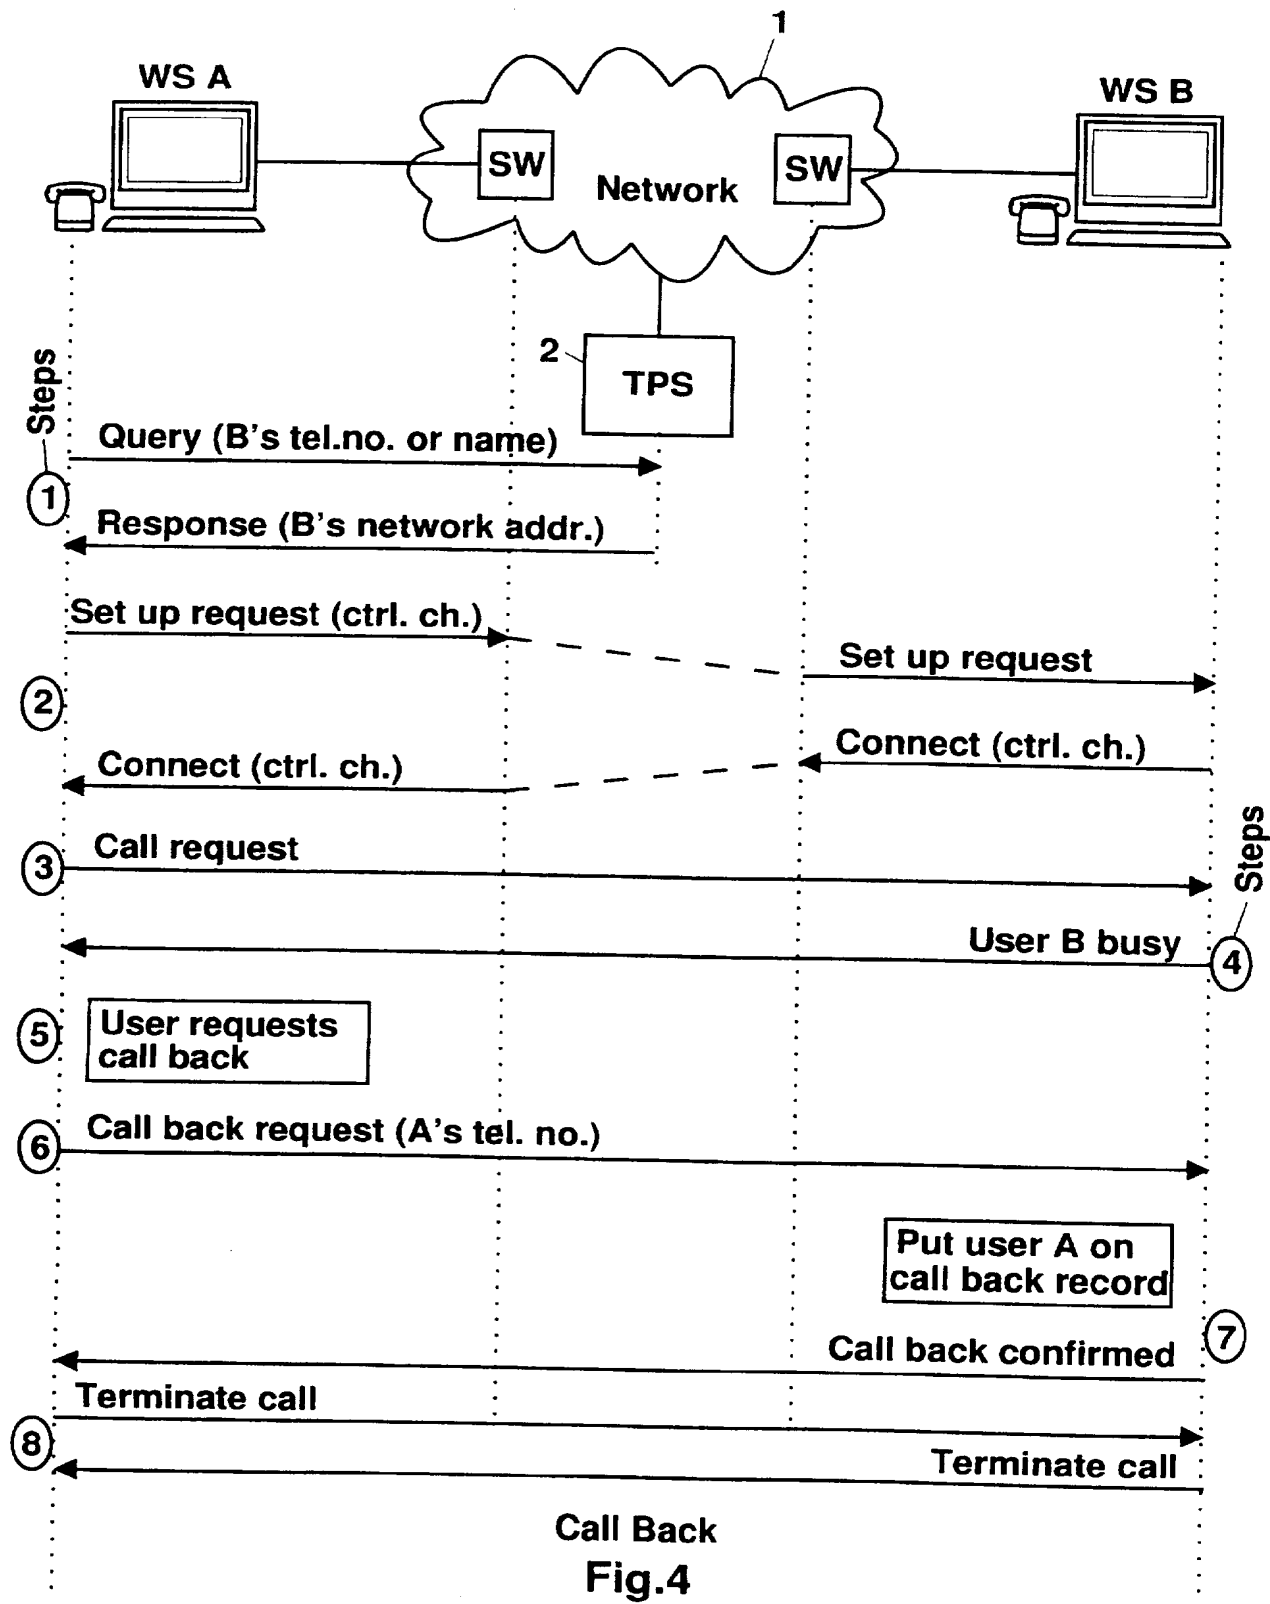 1
WS A
WS B
SW
SW
Network
2
TPS
Steps
Query (B's tel.no. or name)
1
Response (B's network addr.)
Set up request (ctrl. ch.)
Set up request
2
Connect (ctrl. ch.)
Connect (ctrl. ch.)
Steps
Call request
3
User B busy
4
5
User requests
call back
6
Call back request (A's tel. no.)
Put user A on
call back record
7
Call back confirmed
Terminate call
8
Terminate call
Call Back
Fig.4